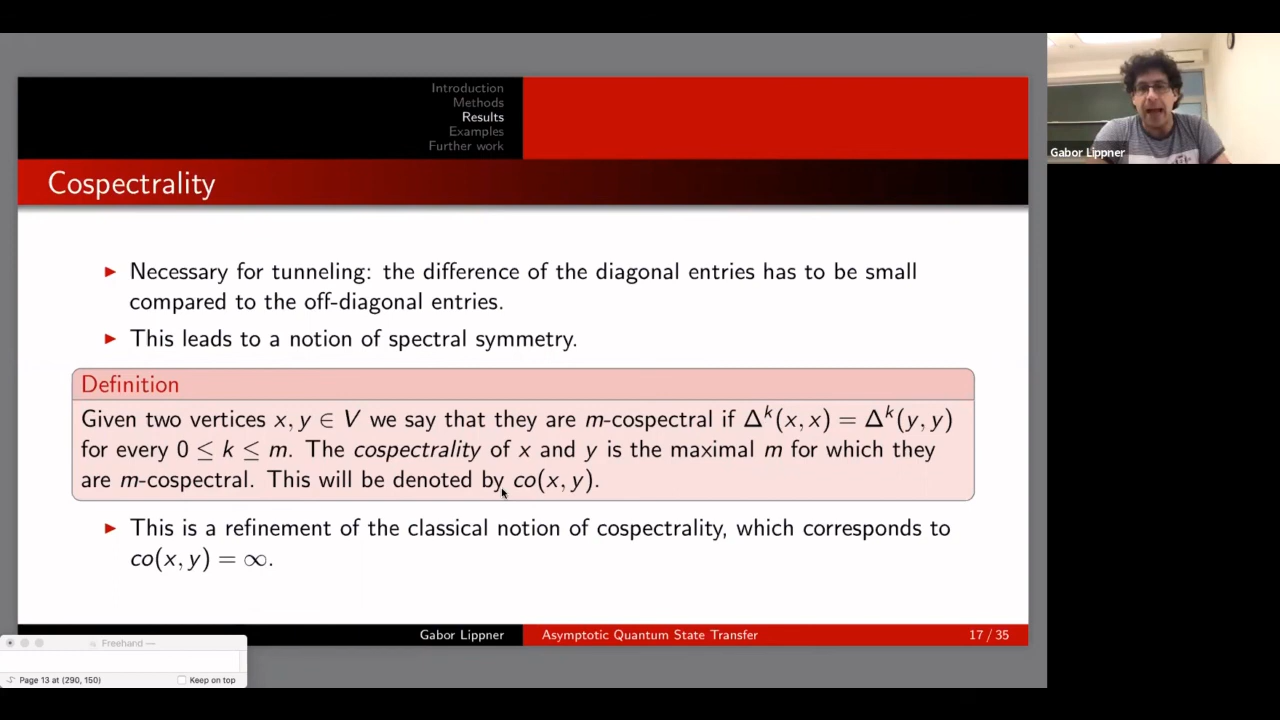 Introduction
Methods
Results
Examples
Further work
Cospectrality
► Necessary for tunneling: the difference of the diagonal entries has to be small
compared to the off-diagonal entries.
► This leads to a notion of spectral symmetry.
Definition
Given two vertices x, y ∈ V we say that they are m-cospectral if Δᵏ(x, x) = Δᵏ(y, y)
for every 0 ≤ k ≤ m. The cospectrality of x and y is the maximal m for which they
are m-cospectral. This will be denoted by co(x, y).
► This is a refinement of the classical notion of cospectrality, which corresponds to
co(x, y) = ∞.
Gabor Lippner Asymptotic Quantum State Transfer 17 / 35
Freehand —
Page 13 at (290, 150) Keep on top
Gabor Lippner